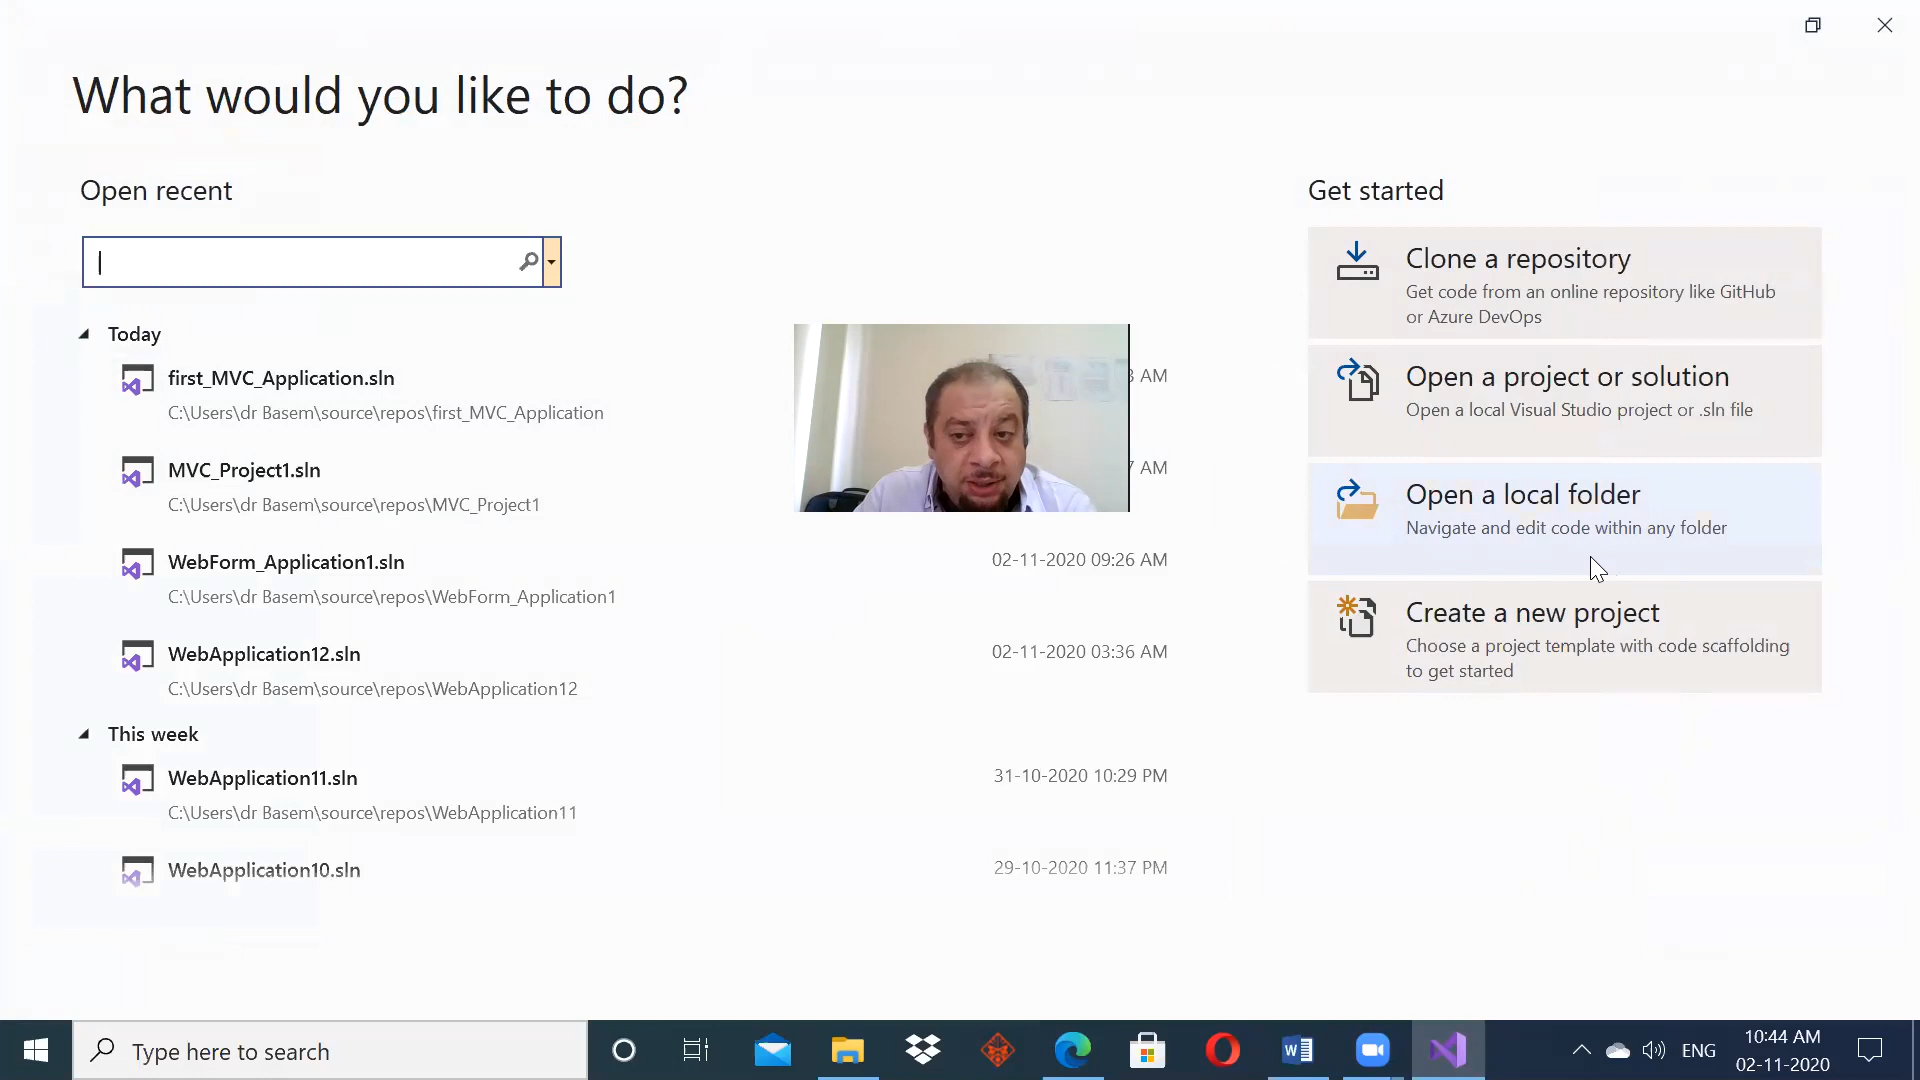 What would you like to do?
Open recent
Today
first_MVC_Application.sln
AM
C:\Users\dr Basem\source\repos\first_MVC_Application
MVC_Project1.sln
AM
C:\Users\dr Basem\source\repos\MVC_Project1
WebForm_Application1.sln
02-11-2020 09:26 AM
C:\Users\dr Basem\source\repos\WebForm_Application1
WebApplication12.sln
02-11-2020 03:36 AM
C:\Users\dr Basem\source\repos\WebApplication12
This week
WebApplication11.sln
31-10-2020 10:29 PM
C:\Users\dr Basem\source\repos\WebApplication11
WebApplication10.sln
29-10-2020 11:37 PM
Get started
Clone a repository
Get code from an online repository like GitHub
or Azure DevOps
Open a project or solution
Open a local Visual Studio project or .sln file
Open a local folder
Navigate and edit code within any folder
Create a new project
Choose a project template with code scaffolding
to get started
Type here to search
ENG
10:44 AM
02-11-2020